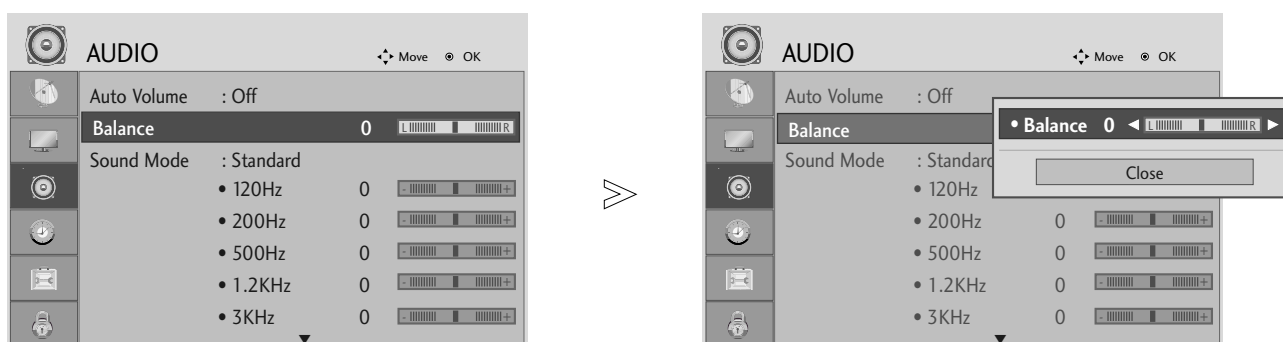 AUDIO Move OK
Auto Volume : Off
Balance 0 L R
Sound Mode : Standard
• 120Hz 0 - +
• 200Hz 0 - +
• 500Hz 0 - +
• 1.2KHz 0 - +
• 3KHz 0 - +
AUDIO Move OK
Auto Volume : Off
Balance
• Balance 0 L R
Close
Sound Mode : Standard
• 120Hz
• 200Hz 0 - +
• 500Hz 0 - +
• 1.2KHz 0 - +
• 3KHz 0 - +